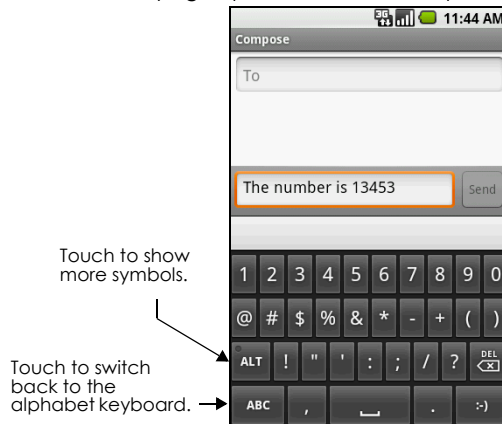 3G 11:44 AM
Compose
To
The number is 13453
Send
Touch to show
more symbols.
1 2 3 4 5 6 7 8 9 0
@ # $ % & * - + ( )
ALT ! " ' : ; / ? DEL
Touch to switch
back to the
alphabet keyboard.
ABC , . :-)